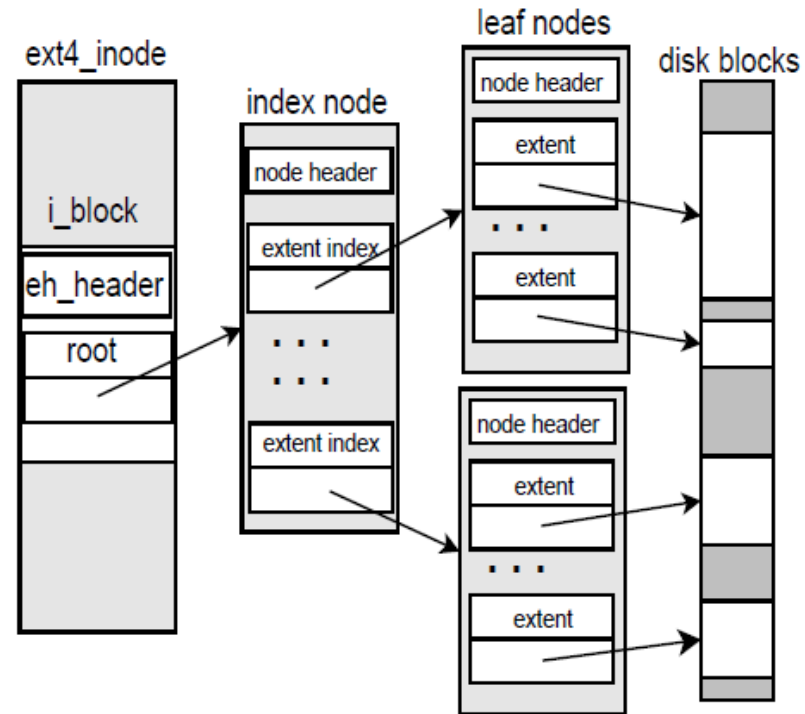 ext4_inode
i_block
eh_header
root
index node
node header
extent index
. . .
. . .
extent index
leaf nodes
node header
extent
. . .
extent
node header
extent
. . .
extent
disk blocks